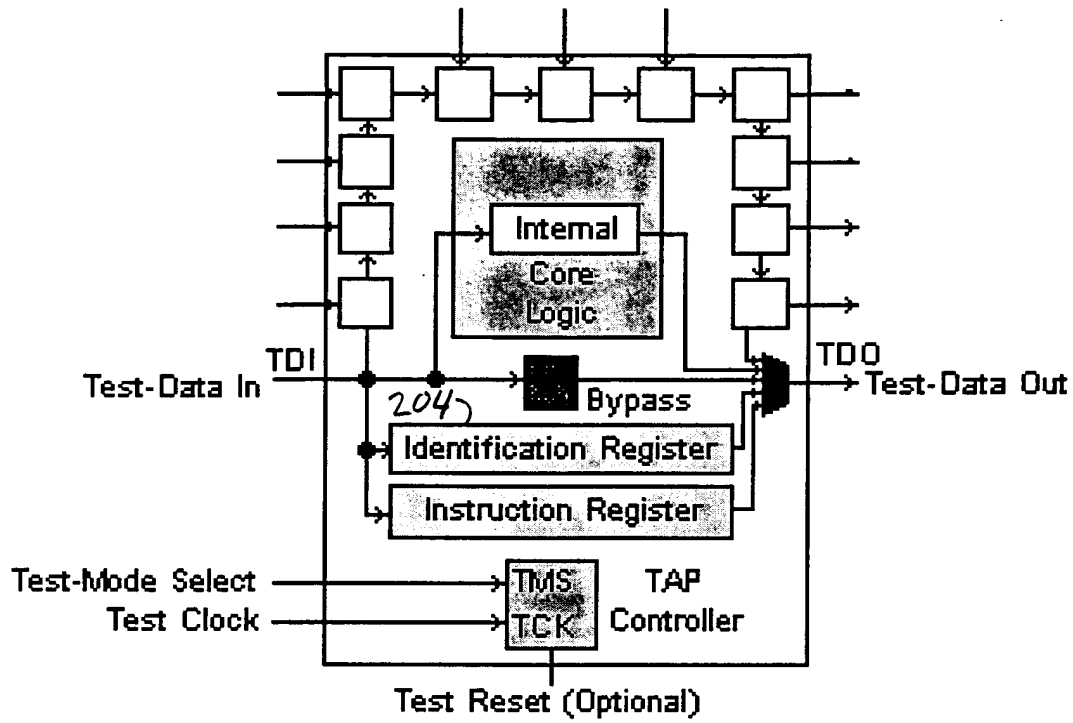 Internal
Core
Logic
TDI
TDO
Test-Data In
Test-Data Out
204
Bypass
Identification Register
Instruction Register
Test-Mode Select
TMS
TAP
Test Clock
TCK
Controller
Test Reset (Optional)